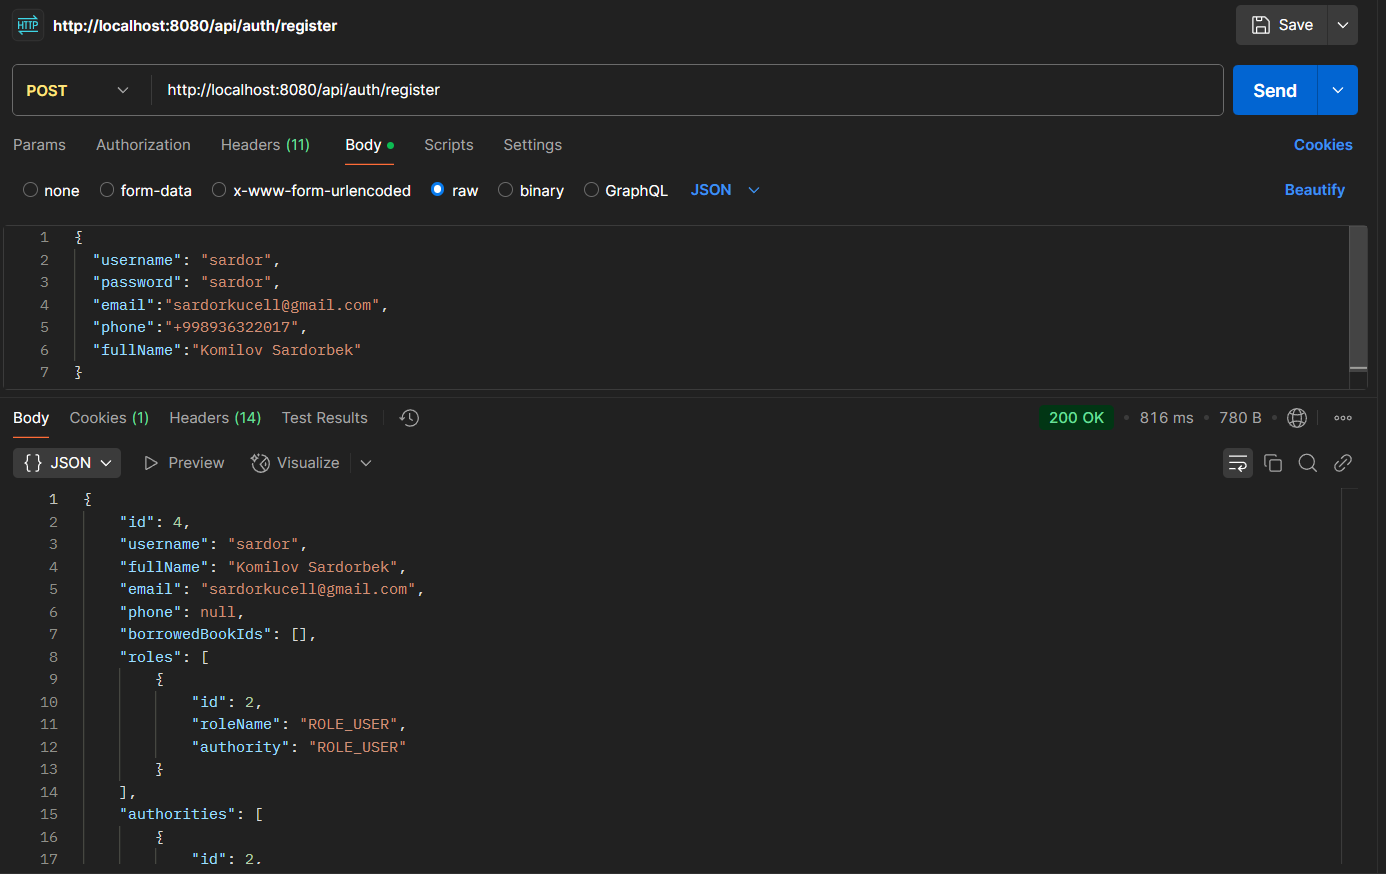 HTTP http://localhost:8080/api/auth/register Save
POST http://localhost:8080/api/auth/register Send
Params Authorization Headers (11) Body Scripts Settings Cookies
none form-data x-www-form-urlencoded raw binary GraphQL JSON Beautify
1 {
2 "username": "sardor",
3 "password": "sardor",
4 "email":"sardorkucell@gmail.com",
5 "phone":"+998936322017",
6 "fullName":"Komilov Sardorbek"
7 }
Body Cookies (1) Headers (14) Test Results 200 OK • 816 ms • 780 B •
{} JSON Preview Visualize
1 {
2 "id": 4,
3 "username": "sardor",
4 "fullName": "Komilov Sardorbek",
5 "email": "sardorkucell@gmail.com",
6 "phone": null,
7 "borrowedBookIds": [],
8 "roles": [
9 {
10 "id": 2,
11 "roleName": "ROLE_USER",
12 "authority": "ROLE_USER"
13 }
14 ],
15 "authorities": [
16 {
17 "id": 2,